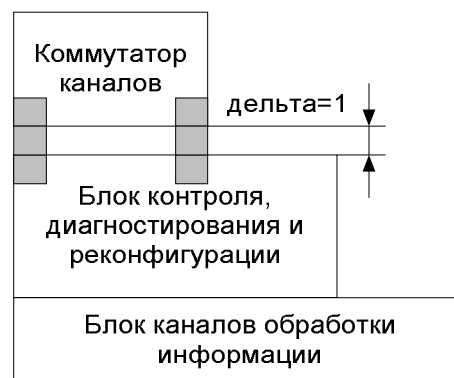 Коммутатор
каналов
дельта=1
Блок контроля,
диагностирования и
реконфигурации
Блок каналов обработки
информации